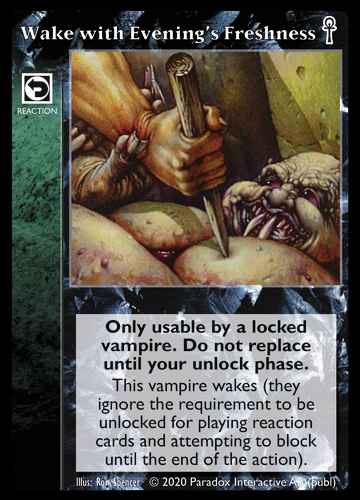 Wake with Evening's Freshness
REACTION
Only usable by a locked
vampire. Do not replace
until your unlock phase.
This vampire wakes (they
ignore the requirement to be
unlocked for playing reaction
cards and attempting to block
until the end of the action).
Illus: Ron Spencer © 2020 Paradox Interactive AB (publ)